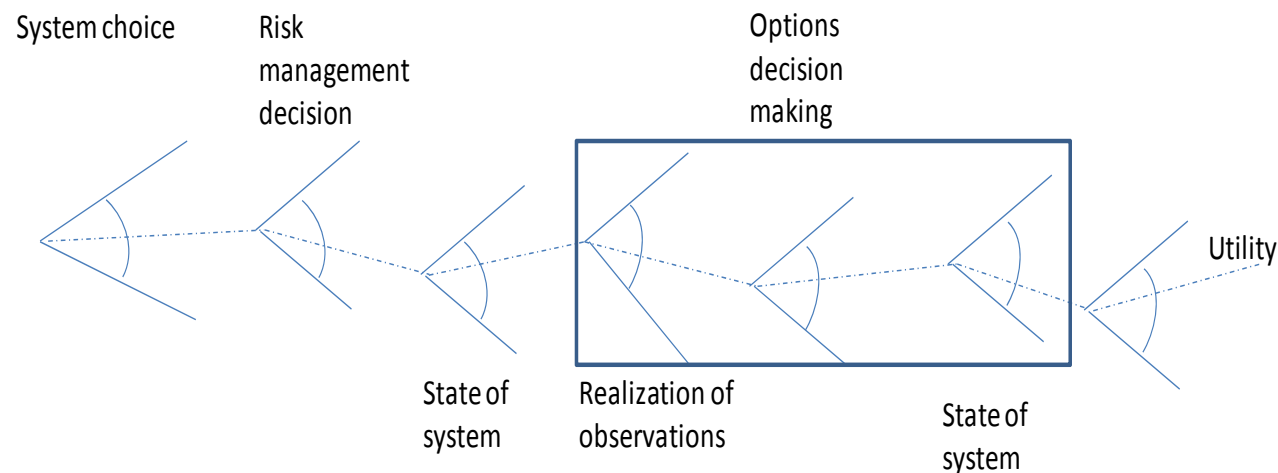 System choice
Risk
management
decision
Options
decision
making
Utility
State of
system
Realization of
observations
State of
system